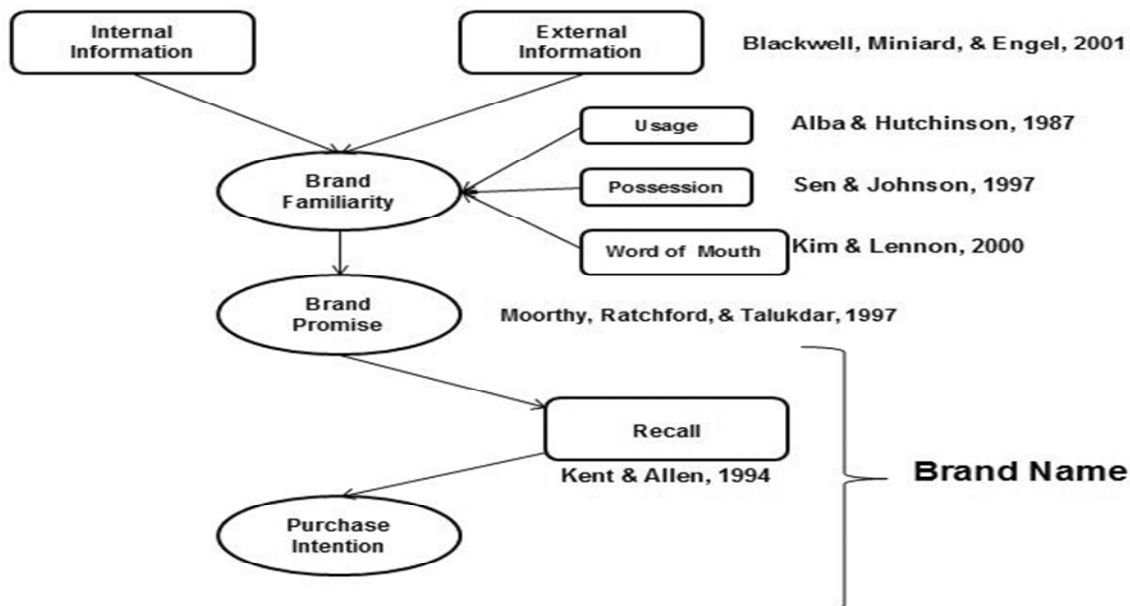 Internal
Information
External
Information
Blackwell, Miniard, & Engel, 2001
Usage
Alba & Hutchinson, 1987
Brand
Familiarity
Possession
Sen & Johnson, 1997
Word of Mouth
Kim & Lennon, 2000
Brand
Promise
Moorthy, Ratchford, & Talukdar, 1997
Recall
Kent & Allen, 1994
Brand Name
Purchase
Intention